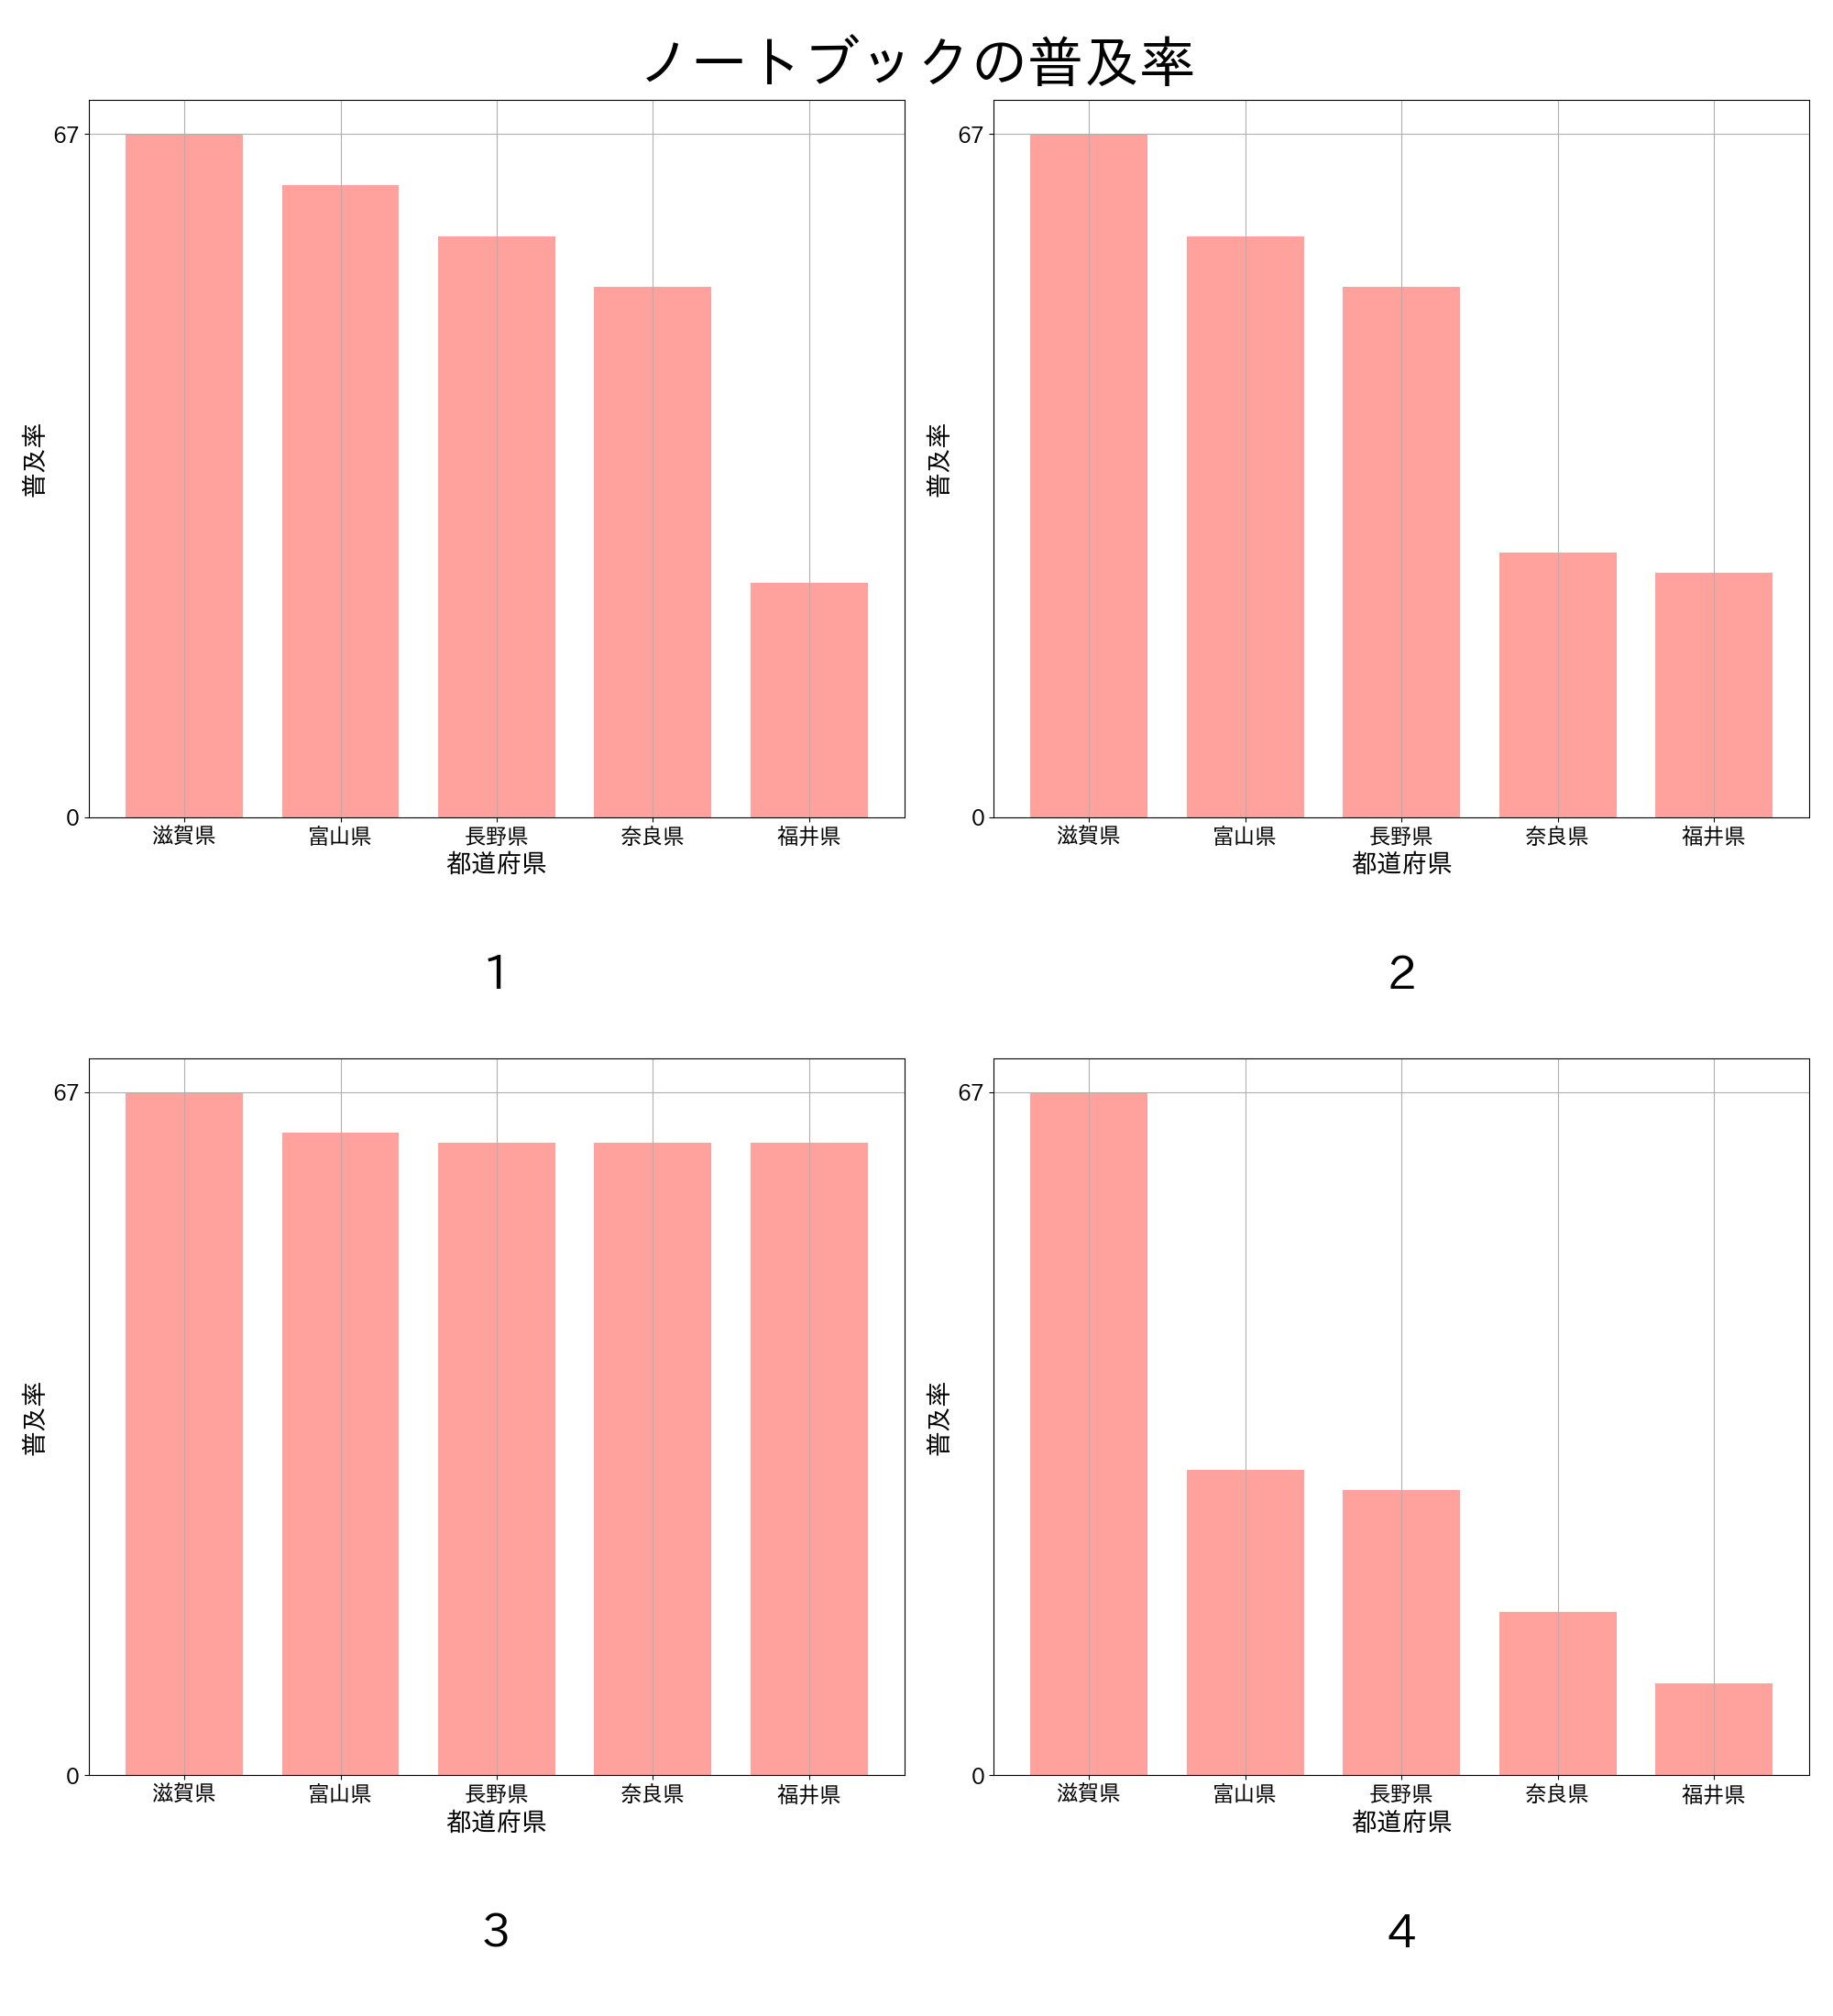 ノートブックの普及率
67
0
普及率
滋賀県 富山県 長野県 奈良県 福井県
都道府県
1
67
0
普及率
滋賀県 富山県 長野県 奈良県 福井県
都道府県
2
67
0
普及率
滋賀県 富山県 長野県 奈良県 福井県
都道府県
3
67
0
普及率
滋賀県 富山県 長野県 奈良県 福井県
都道府県
4